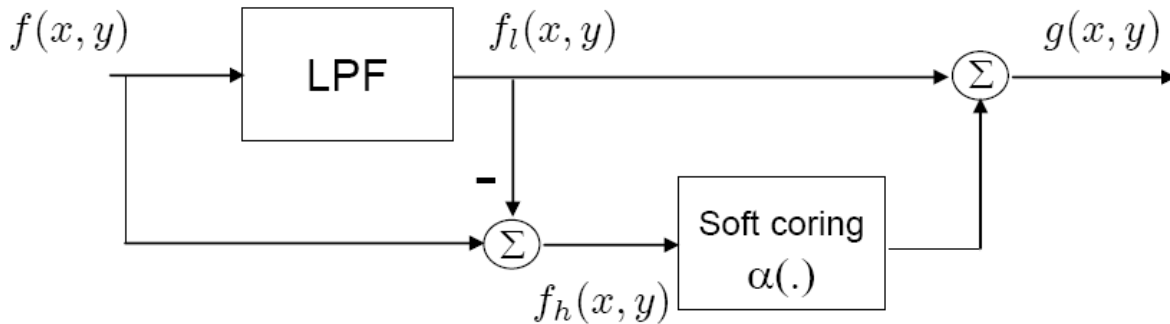 f(x, y)
LPF
f_l(x, y)
Σ
g(x, y)
-
Σ
f_h(x, y)
Soft coring
α(.)